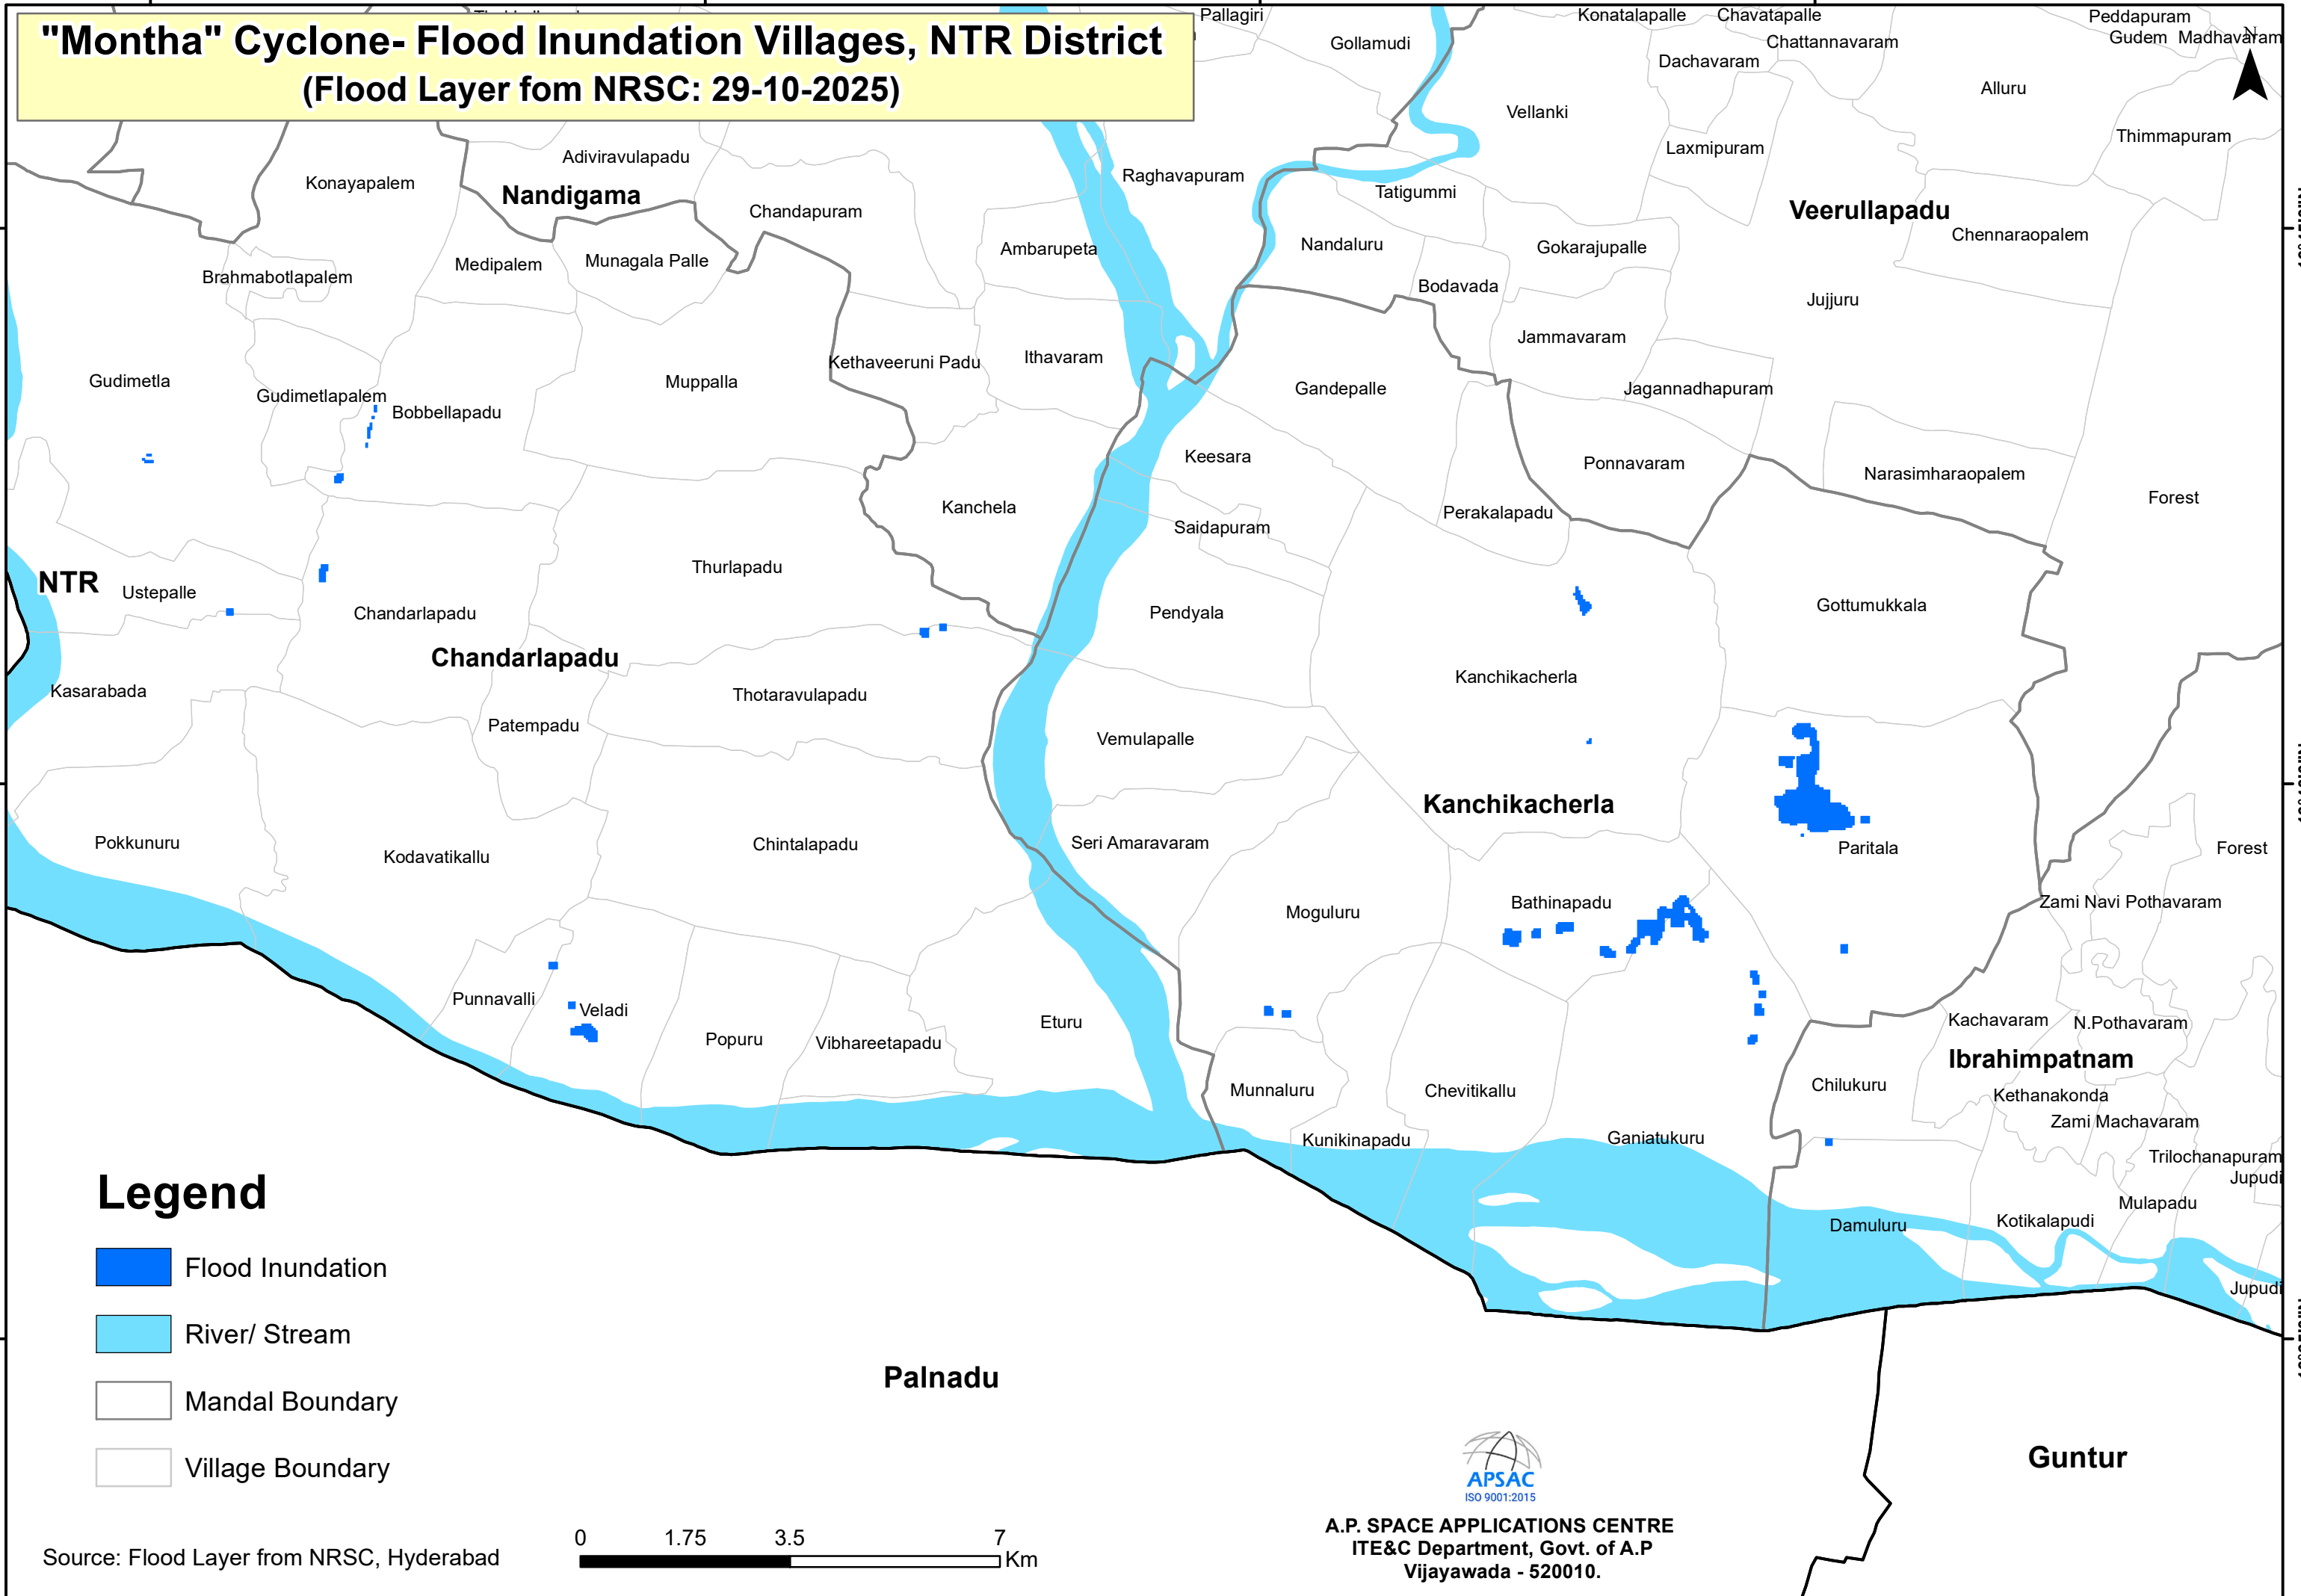 "Montha" Cyclone- Flood Inundation Villages, NTR District
(Flood Layer fom NRSC: 29-10-2025)
Pallagiri
Gollamudi
Konatalapalle
Chavatapalle
Chattannavaram
Dachavaram
Peddapuram
Gudem
Madhavaram
N
Alluru
Vellanki
Thimmapuram
Laxmipuram
Adiviravulapadu
Konayapalem
Nandigama
Raghavapuram
Tatigummi
Chandapuram
Veerullapadu
Chennaraopalem
Ambarupeta
Nandaluru
Gokarajupalle
Brahmabotlapalem
Medipalem
Munagala Palle
Bodavada
Jujjuru
Jammavaram
Kethaveeruni Padu
Ithavaram
Gudimetla
Gudimetlapalem
Bobbellapadu
Muppalla
Gandepalle
Jagannadhapuram
Keesara
Ponnavaram
Narasimharaopalem
Forest
Kanchela
Saidapuram
Perakalapadu
Thurlapadu
NTR
Ustepalle
Chandarlapadu
Pendyala
Gottumukkala
Chandarlapadu
Kasarabada
Thotaravulapadu
Kanchikacherla
Patempadu
Vemulapalle
Kanchikacherla
Pokkunuru
Kodavatikallu
Chintalapadu
Seri Amaravaram
Paritala
Forest
Moguluru
Bathinapadu
Zami Navi Pothavaram
Punnavalli
Veladi
Eturu
Popuru
Vibhareetapadu
Kachavaram
N.Pothavaram
Ibrahimpatnam
Munnaluru
Chevitikallu
Chilukuru
Kethanakonda
Zami Machavaram
Kunikinapadu
Ganiatukuru
Trilochanapuram
Jupudi
Mulapadu
Damuluru
Kotikalapudi
Jupudi
Legend
Flood Inundation
River/ Stream
Mandal Boundary
Village Boundary
Palnadu
Guntur
APSAC
ISO 9001:2015
A.P. SPACE APPLICATIONS CENTRE
ITE&C Department, Govt. of A.P
Vijayawada - 520010.
0 1.75 3.5 7
Km
Source: Flood Layer from NRSC, Hyderabad